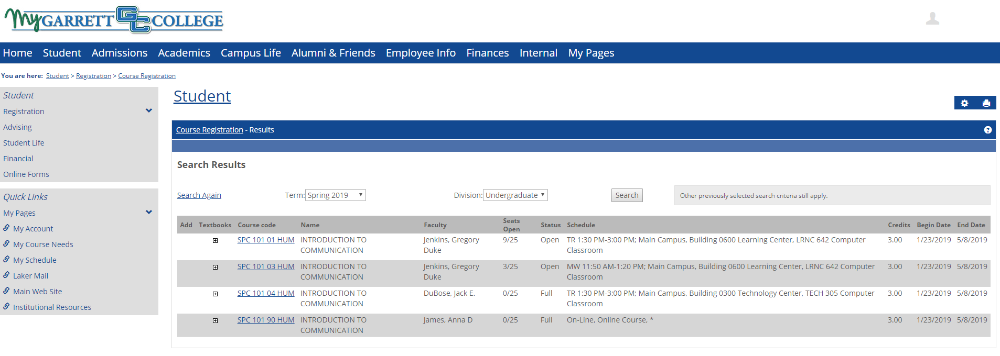 My GARRETT GC COLLEGE
Home Student Admissions Academics Campus Life Alumni & Friends Employee Info Finances Internal My Pages
You are here: Student > Registration > Course Registration
Student
Registration
Advising
Student Life
Financial
Online Forms
Quick Links
My Pages
My Account
My Course Needs
My Schedule
Laker Mail
Main Web Site
Institutional Resources
Student
Course Registration - Results
Search Results
Search Again Term: Spring 2019 Division: Undergraduate Search Other previously selected search criteria still apply.
Add Textbooks Course code Name Faculty Seats Open Status Schedule Credits Begin Date End Date
SPC 101 01 HUM INTRODUCTION TO Jenkins, Gregory 9/25 Open TR 1:30 PM-3:00 PM; Main Campus, Building 0600 Learning Center, LRNC 642 Computer 3.00 1/23/2019 5/8/2019
COMMUNICATION Duke Classroom
SPC 101 03 HUM INTRODUCTION TO Jenkins, Gregory 3/25 Open MW 11:50 AM-1:20 PM; Main Campus, Building 0600 Learning Center, LRNC 642 Computer 3.00 1/23/2019 5/8/2019
COMMUNICATION Duke Classroom
SPC 101 04 HUM INTRODUCTION TO DuBose, Jack E. 0/25 Full TR 1:30 PM-3:00 PM; Main Campus, Building 0300 Technology Center, TECH 305 Computer 3.00 1/23/2019 5/8/2019
COMMUNICATION Classroom
SPC 101 90 HUM INTRODUCTION TO James, Anna D 0/25 Full On-Line, Online Course, * 3.00 1/23/2019 5/8/2019
COMMUNICATION